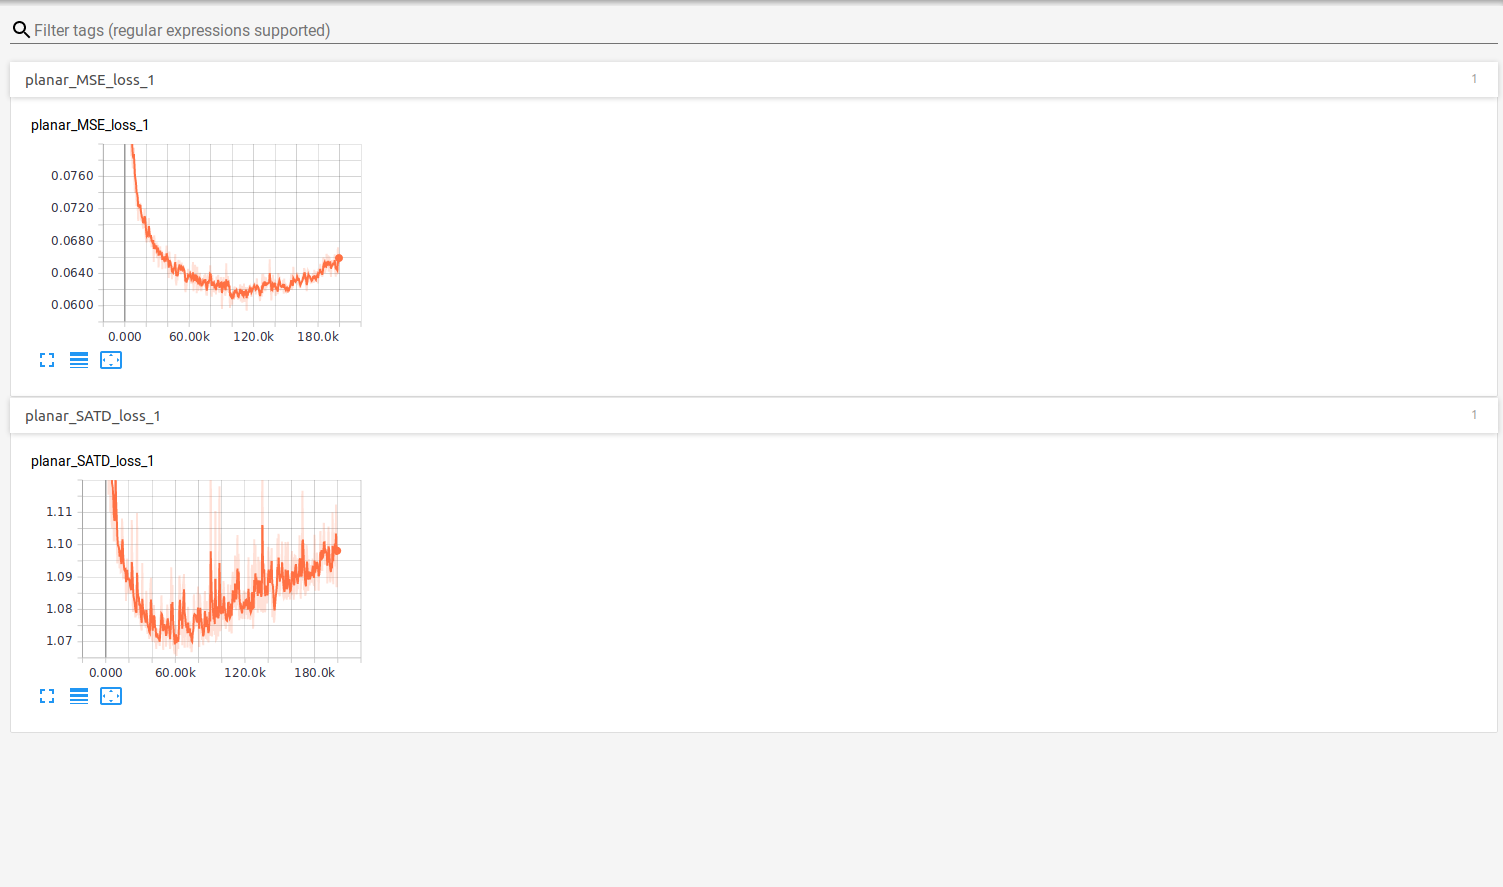 Filter tags (regular expressions supported)
planar_MSE_loss_1 1
planar_MSE_loss_1
0.0760
0.0720
0.0680
0.0640
0.0600
0.000 60.00k 120.0k 180.0k
planar_SATD_loss_1 1
planar_SATD_loss_1
1.11
1.10
1.09
1.08
1.07
0.000 60.00k 120.0k 180.0k